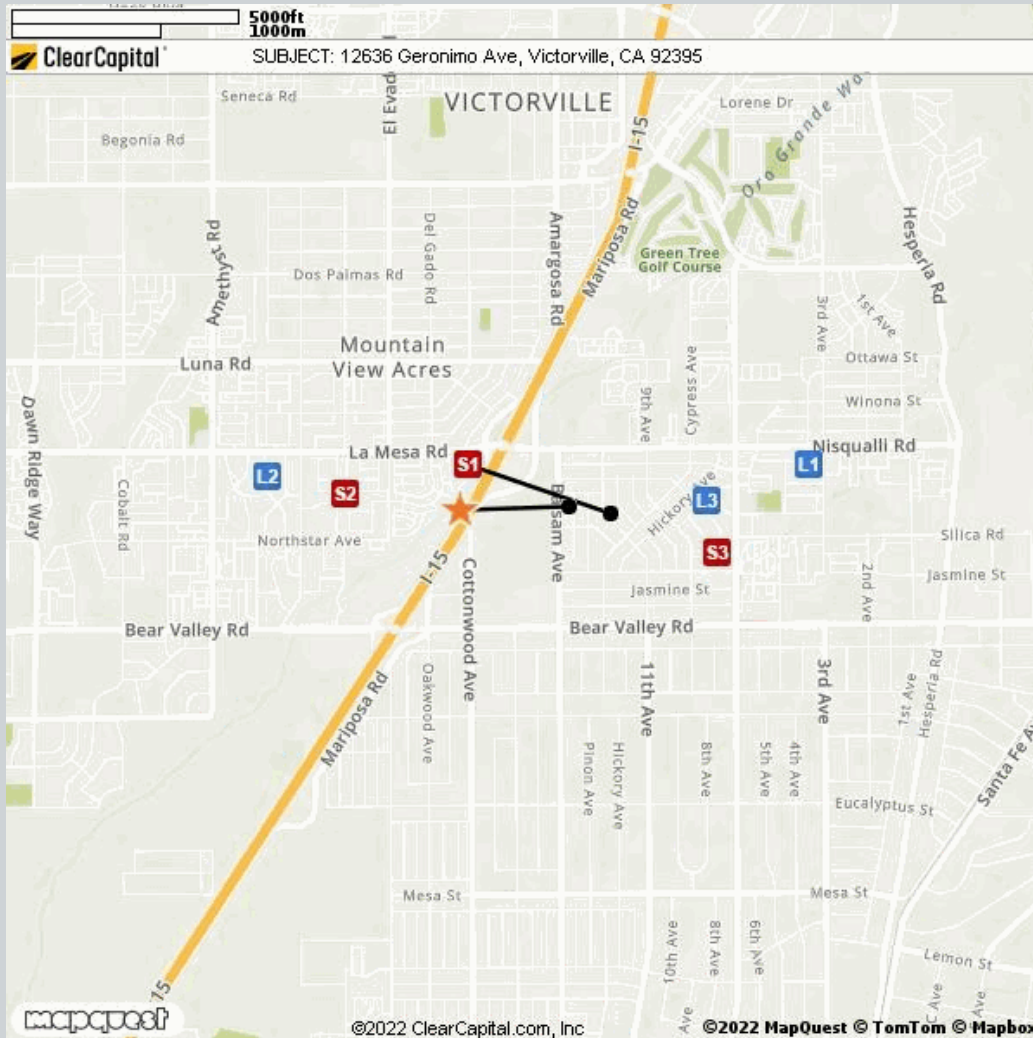 5000ft
1000m
ClearCapital
SUBJECT: 12636 Geronimo Ave, Victorville, CA 92395
Seneca Rd
El Evad
VICTORVILLE
Lorene Dr
Begonia Rd
I-15
Oro Grande Wa
Amethyst Rd
Del Gado Rd
Amargosa Rd
Mariposa Rd
Hesperia Rd
Green Tree
Golf Course
Dos Palmas Rd
3rd Ave
1st Ave
Mountain
View Acres
Luna Rd
Ottawa St
Cypress Ave
9th Ave
Winona St
Dawn Ridge Way
La Mesa Rd
Nisqualli Rd
S1
L1
L2
S2
L3
Hickory Ave
Cobalt Rd
Balsam Ave
Northstar Ave
S3
Silica Rd
I-15
Cottonwood Ave
Jasmine St
2nd Ave
Jasmine St
Bear Valley Rd
Bear Valley Rd
Mariposa Rd
Oakwood Ave
11th Ave
3rd Ave
1st Ave
Hesperia Rd
Pinon Ave
Hickory Ave
8th Ave
5th Ave
4th Ave
Santa Fe Av
Eucalyptus St
Mesa St
Mesa St
10th Ave
8th Ave
6th Ave
Lemon St
15
Ave
C Ave
mapquest
©2022 ClearCapital.com, Inc
©2022 MapQuest © TomTom © Mapbox